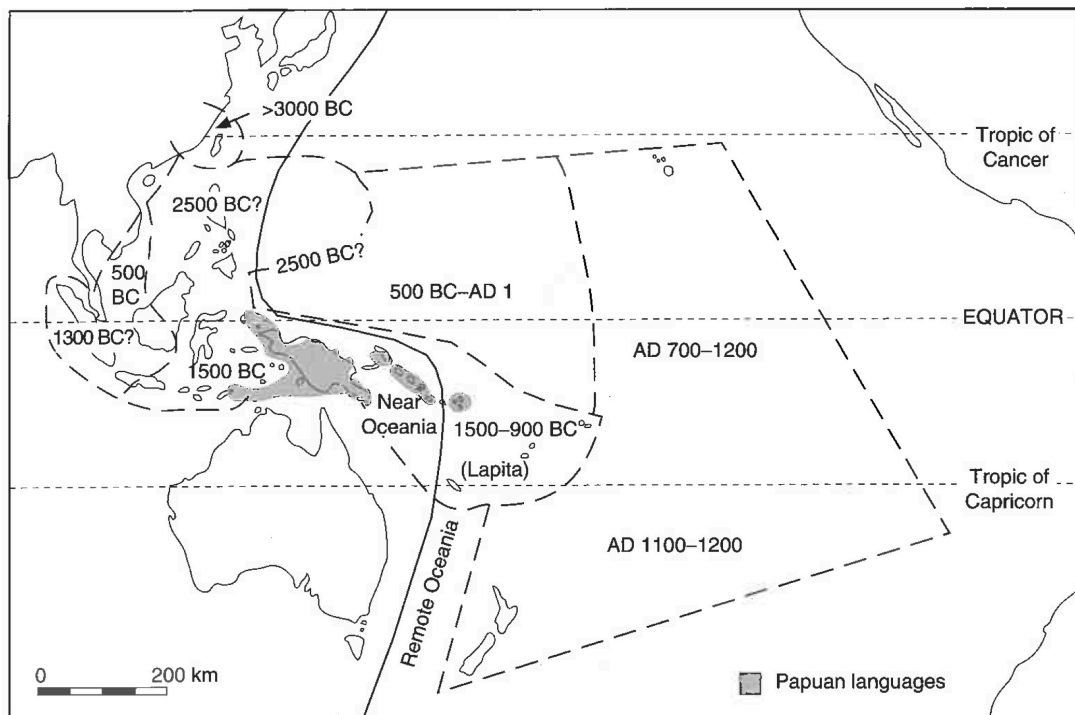 >3000 BC
Tropic of
Cancer
2500 BC?
2500 BC?
500
BC
500 BC–AD 1
EQUATOR
1300 BC?
AD 700–1200
1500 BC
Near
Oceania
1500–900 BC
(Lapita)
Tropic of
Capricorn
AD 1100–1200
Remote Oceania
0
200 km
Papuan languages